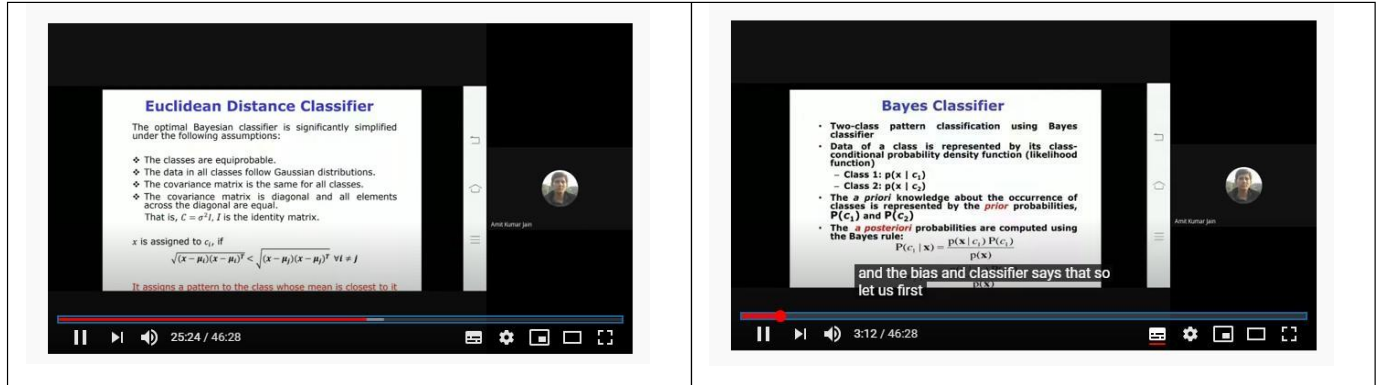 Euclidean Distance Classifier
The optimal Bayesian classifier is significantly simplified
under the following assumptions:
❖ The classes are equiprobable.
❖ The data in all classes follow Gaussian distributions.
❖ The covariance matrix is the same for all classes.
❖ The covariance matrix is diagonal and all elements
across the diagonal are equal.
That is, C = σ²I, I is the identity matrix.
x is assigned to cᵢ, if
√(x − μᵢ)(x − μᵢ)ᵀ < √(x − μⱼ)(x − μⱼ)ᵀ ∀i ≠ j
It assigns a pattern to the class whose mean is closest to it
Amit Kumar Jain
25:24 / 46:28
Bayes Classifier
• Two-class pattern classification using Bayes
classifier
• Data of a class is represented by its class-
conditional probability density function (likelihood
function)
– Class 1: p(x | c₁)
– Class 2: p(x | c₂)
• The a priori knowledge about the occurrence of
classes is represented by the prior probabilities,
P(c₁) and P(c₂)
• The a posteriori probabilities are computed using
the Bayes rule:
P(c₁ | x) = p(x | c₁) P(c₁)
p(x)
and the bias and classifier says that so
let us first
p(x)
Amit Kumar Jain
3:12 / 46:28